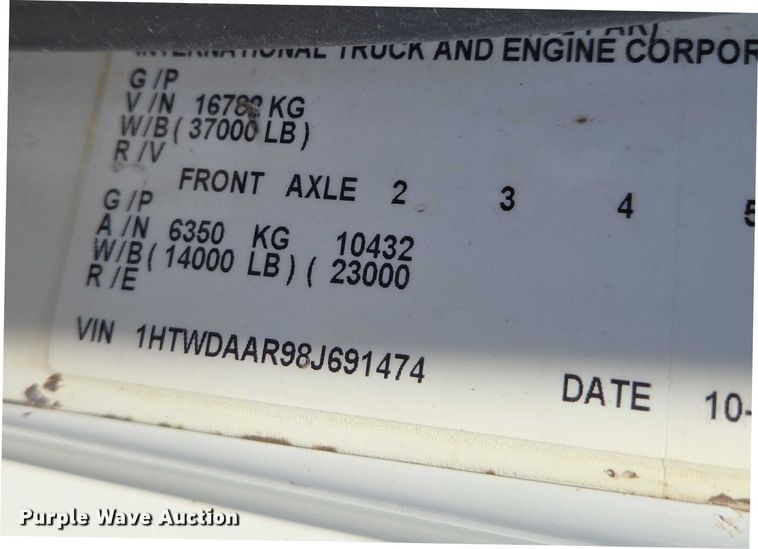 INTERNATIONAL TRUCK AND ENGINE CORPOR
G/P
V/N 16782 KG
W/B ( 37000 LB )
R/V
FRONT AXLE 2 3 4 5
G/P
A/N 6350 KG 10432
W/B ( 14000 LB ) ( 23000
R/E
VIN 1HTWDAAR98J691474
DATE 10-
Purple Wave Auction